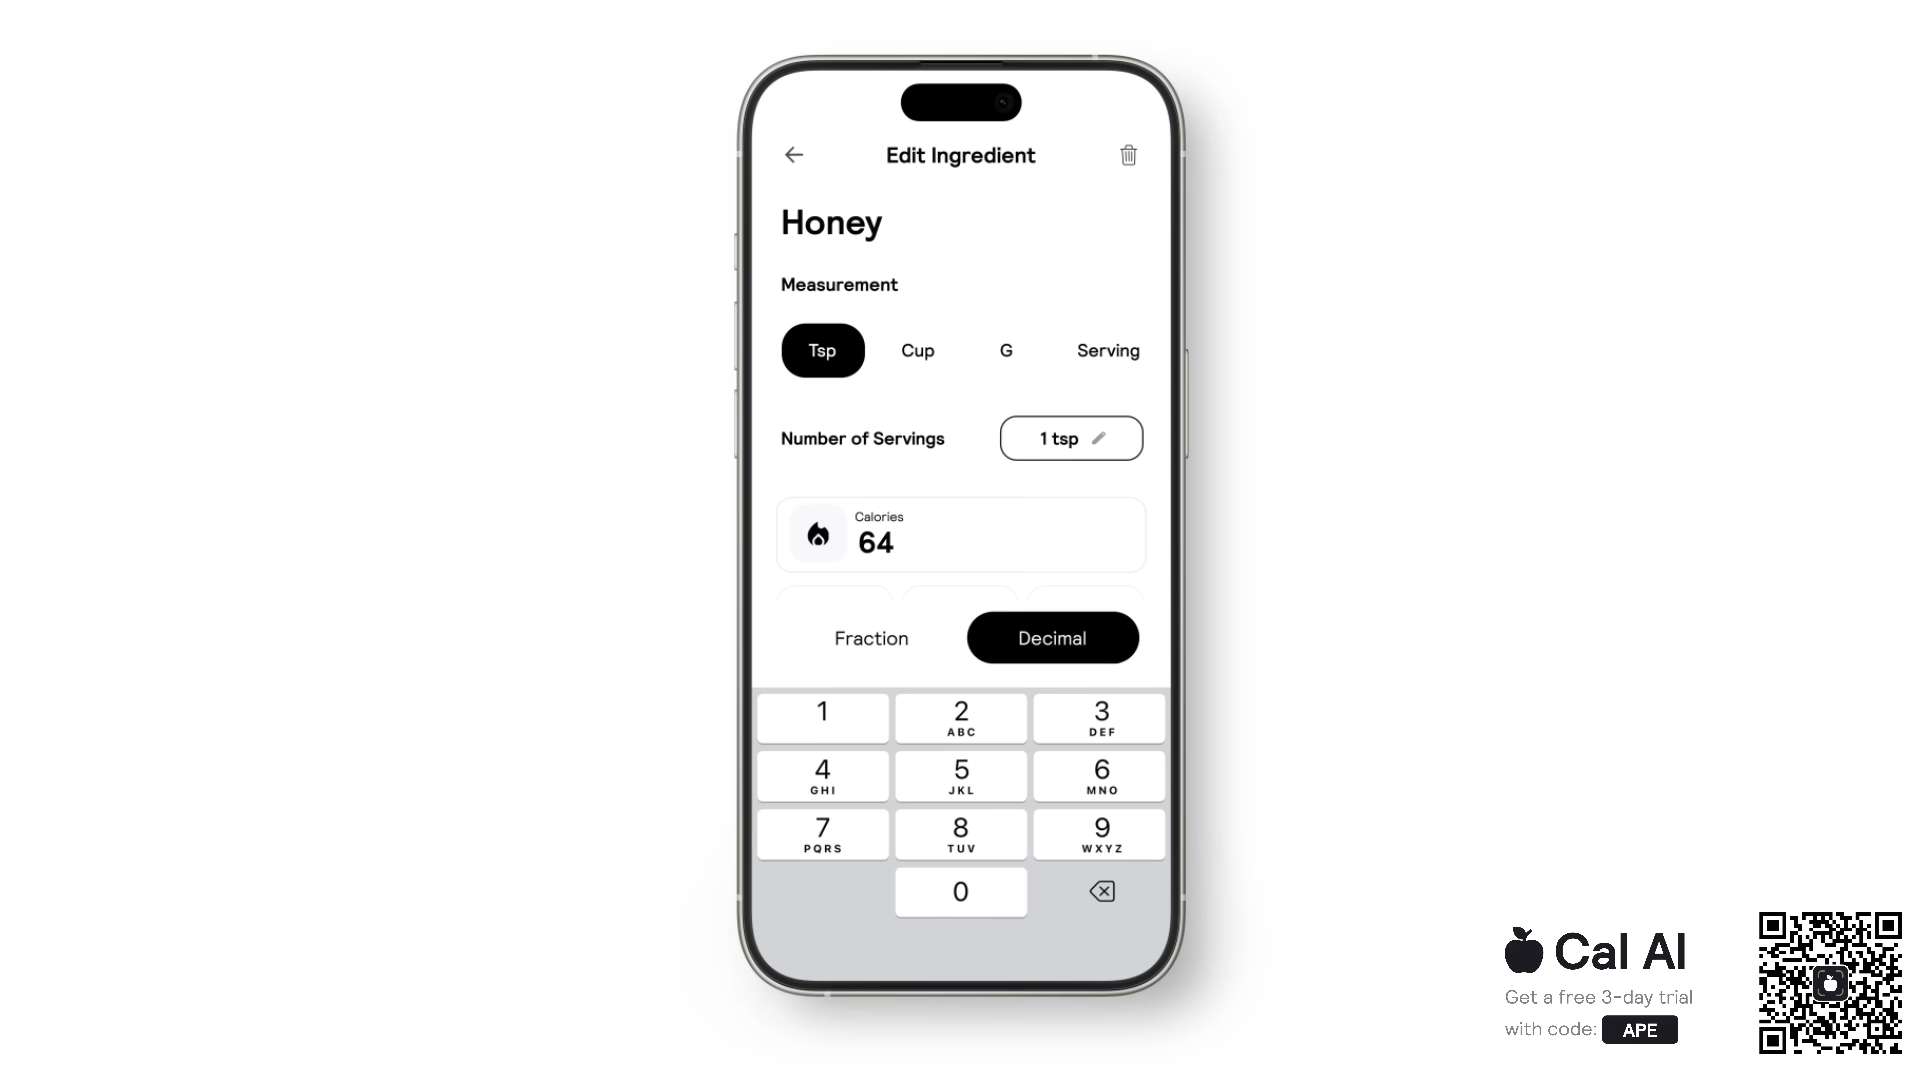 Edit Ingredient
Honey
Measurement
Tsp Cup G Serving
Number of Servings 1 tsp
Calories
64
Fraction Decimal
1 2 3
ABC DEF
4 5 6
GHI JKL MNO
7 8 9
PQRS TUV WXYZ
0
Cal AI
Get a free 3-day trial
with code: APE